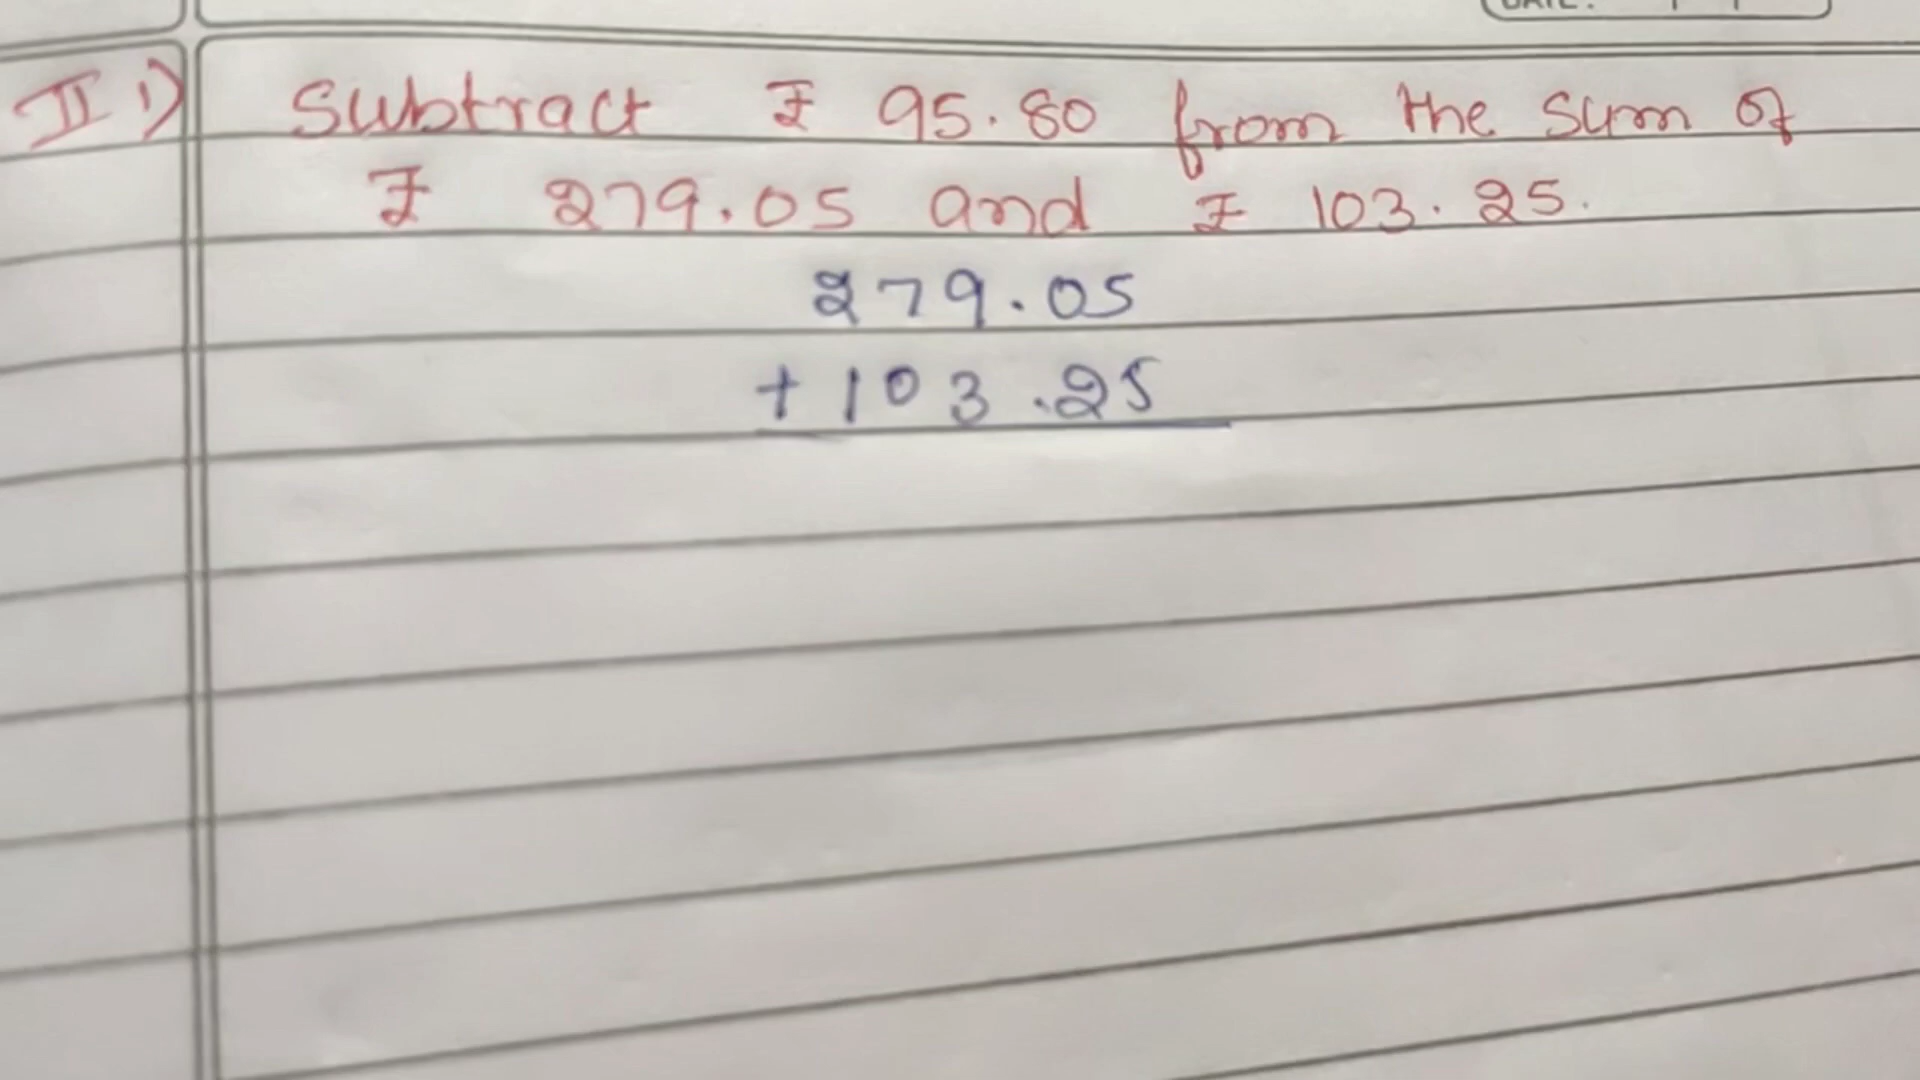 II 1) Subtract ₹ 95.80 from the sum of
₹ 279.05 and ₹ 103.25.
279.05
+ 103.25